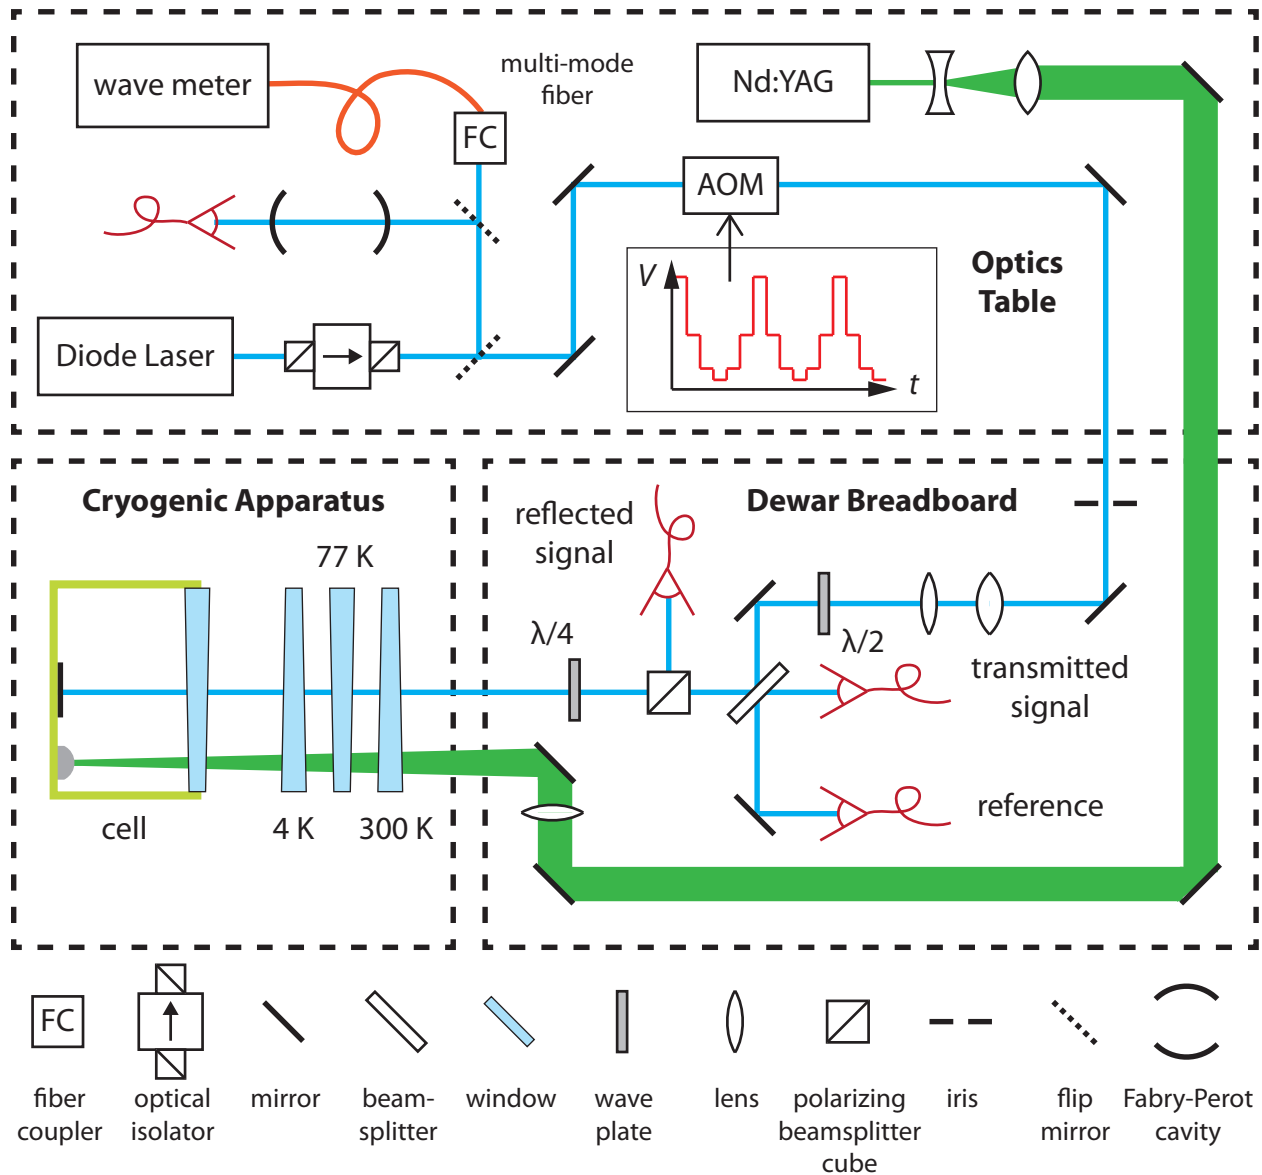 wave meter
multi-mode
fiber
Nd:YAG
FC
AOM
Optics
Table
V
t
Diode Laser
Cryogenic Apparatus
77 K
cell
4 K
300 K
Dewar Breadboard
reflected
signal
λ/4
λ/2
transmitted
signal
reference
FC
fiber
coupler
optical
isolator
mirror
beam-
splitter
window
wave
plate
lens
polarizing
beamsplitter
cube
iris
flip
mirror
Fabry-Perot
cavity